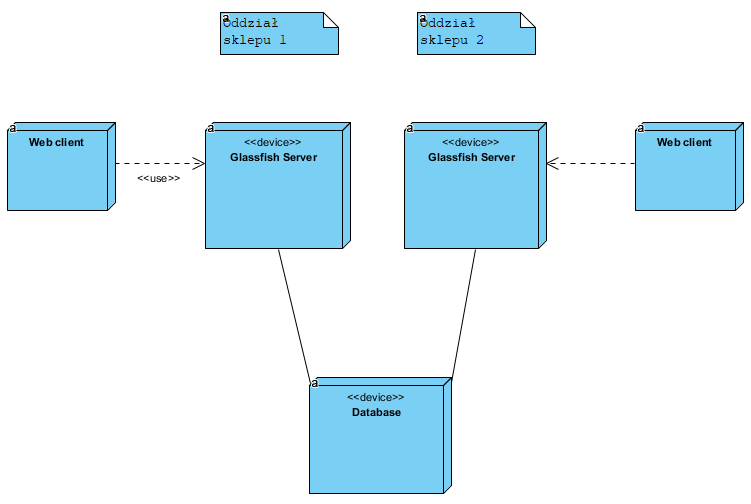 a
Oddział
sklepu 1
a
Oddział
sklepu 2
a
Web client
<<use>>
a
<<device>>
Glassfish Server
a
<<device>>
Glassfish Server
a
Web client
a
<<device>>
Database